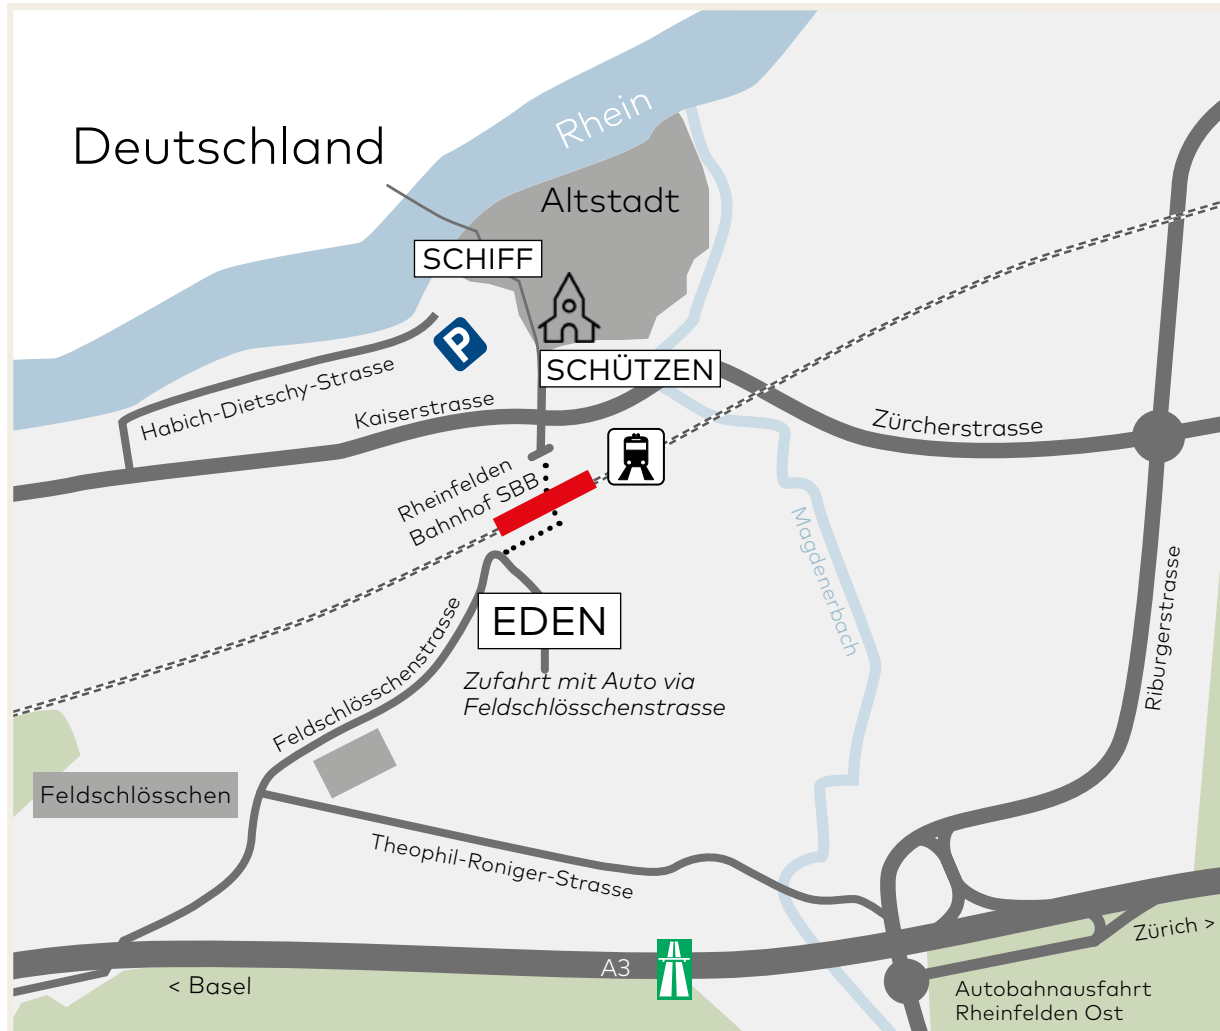 Rhein
Deutschland
Altstadt
SCHIFF
P
SCHÜTZEN
Habich-Dietschy-Strasse
Kaiserstrasse
Zürcherstrasse
Rheinfelden
Bahnhof SBB
Magdenerbach
Riburgerstrasse
EDEN
Feldschlösschenstrasse
Zufahrt mit Auto via
Feldschlösschenstrasse
Feldschlösschen
Theophil-Roniger-Strasse
Zürich >
A3
< Basel
Autobahnausfahrt
Rheinfelden Ost